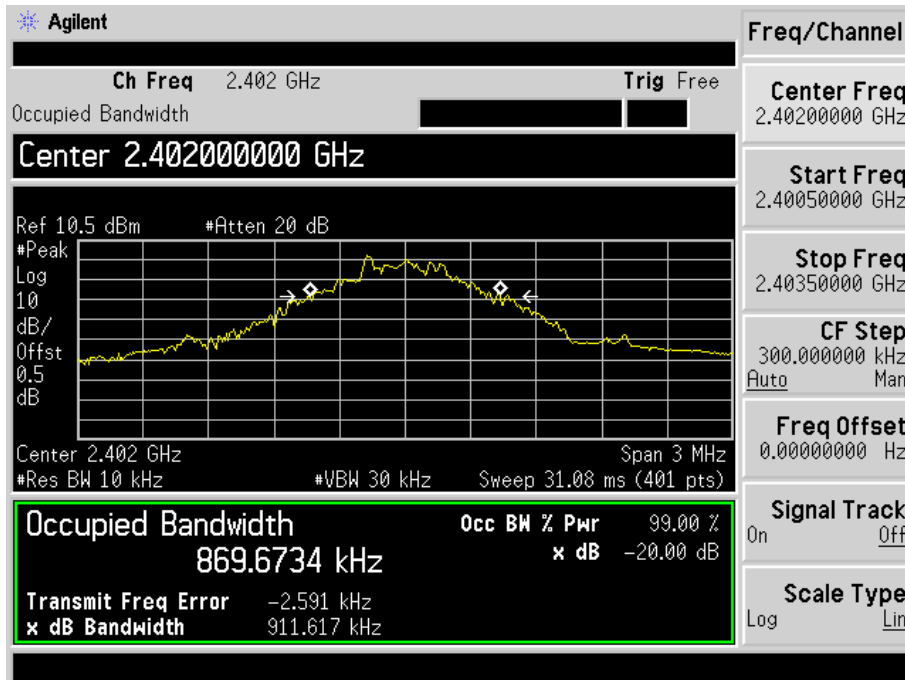 Agilent
Ch Freq 2.402 GHz Trig Free
Occupied Bandwidth
Center 2.402000000 GHz
Ref 10.5 dBm #Atten 20 dB
#Peak
Log
10
dB/
Offst
0.5
dB
Center 2.402 GHz Span 3 MHz
#Res BW 10 kHz #VBW 30 kHz Sweep 31.08 ms (401 pts)
Occupied Bandwidth Occ BW % Pwr 99.00 %
869.6734 kHz x dB -20.00 dB
Transmit Freq Error -2.591 kHz
x dB Bandwidth 911.617 kHz
Freq/Channel
Center Freq
2.40200000 GHz
Start Freq
2.40050000 GHz
Stop Freq
2.40350000 GHz
CF Step
300.000000 kHz
Auto Man
Freq Offset
0.00000000 Hz
Signal Track
On Off
Scale Type
Log Lin